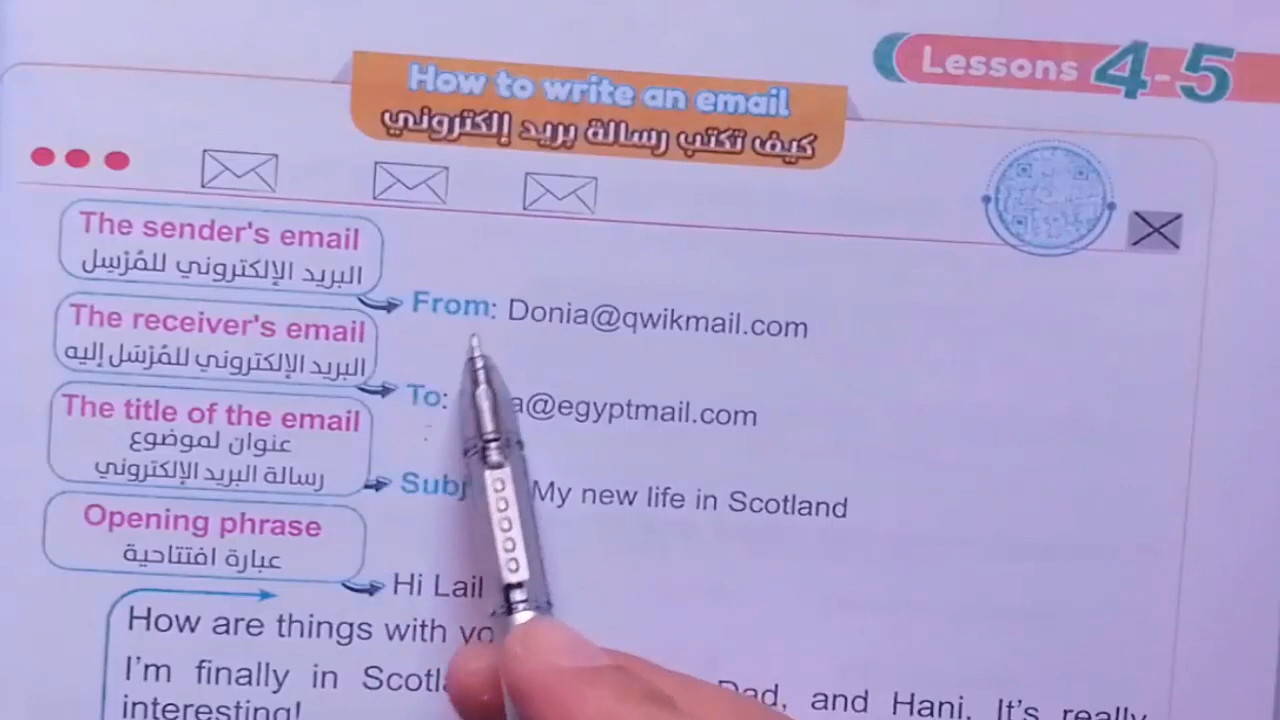 Lessons 4-5
How to write an email
كيف تكتب رسالة بريد إلكتروني
The sender's email
البريد الإلكتروني للمُرْسِل
From: Donia@qwikmail.com
The receiver's email
البريد الإلكتروني للمُرْسَل إليه
To: a@egyptmail.com
The title of the email
عنوان لموضوع
رسالة البريد الإلكتروني
Subj My new life in Scotland
Opening phrase
عبارة افتتاحية
Hi Lail
How are things with yo
I'm finally in Scotla Dad, and Hani. It's really
interesting!